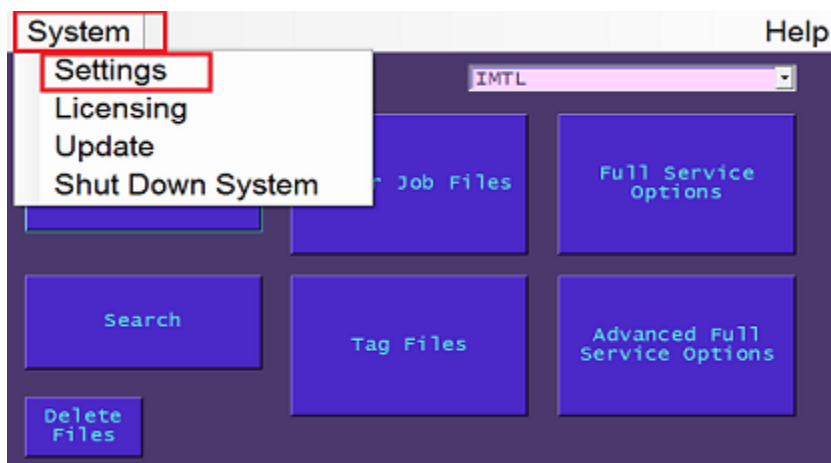 System
Help
Settings
Licensing
Update
Shut Down System
IMTL
Job Files
Full Service
Options
Search
Tag Files
Advanced Full
Service Options
Delete
Files